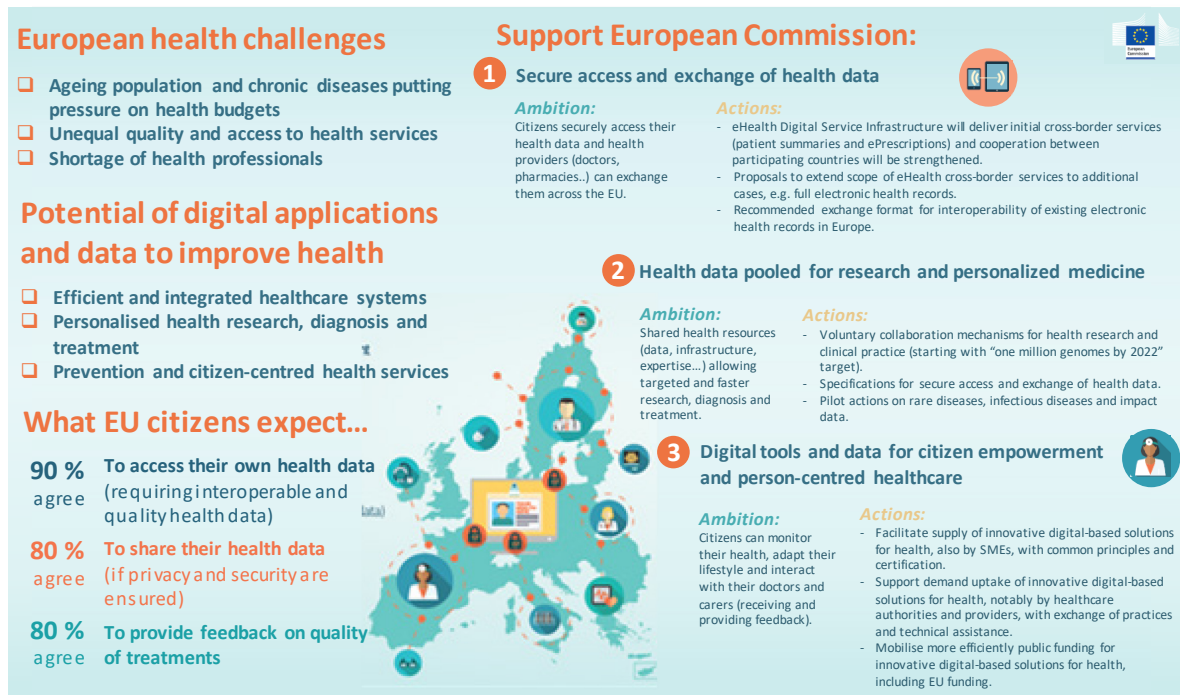 European health challenges
Ageing population and chronic diseases putting
pressure on health budgets
Unequal quality and access to health services
Shortage of health professionals
Potential of digital applications
and data to improve health
Efficient and integrated healthcare systems
Personalised health research, diagnosis and
treatment
Prevention and citizen-centred health services
What EU citizens expect...
90 %
agree
To access their own health data
(requiring interoperable and
quality health data)
80 %
agree
To share their health data
(if privacy and security are
ensured)
80 %
agree
To provide feedback on quality
of treatments
data)
Support European Commission:
European
Commission
1 Secure access and exchange of health data
Ambition:
Citizens securely access their
health data and health
providers (doctors,
pharmacies..) can exchange
them across the EU.
Actions:
- eHealth Digital Service Infrastructure will deliver initial cross-border services
(patient summaries and ePrescriptions) and cooperation between
participating countries will be strengthened.
- Proposals to extend scope of eHealth cross-border services to additional
cases, e.g. full electronic health records.
- Recommended exchange format for interoperability of existing electronic
health records in Europe.
2 Health data pooled for research and personalized medicine
Ambition:
Shared health resources
(data, infrastructure,
expertise...) allowing
targeted and faster
research, diagnosis and
treatment.
Actions:
- Voluntary collaboration mechanisms for health research and
clinical practice (starting with “one million genomes by 2022”
target).
- Specifications for secure access and exchange of health data.
- Pilot actions on rare diseases, infectious diseases and impact
data.
3 Digital tools and data for citizen empowerment
and person-centred healthcare
Ambition:
Citizens can monitor
their health, adapt their
lifestyle and interact
with their doctors and
carers (receiving and
providing feedback).
Actions:
- Facilitate supply of innovative digital-based solutions
for health, also by SMEs, with common principles and
certification.
- Support demand uptake of innovative digital-based
solutions for health, notably by healthcare
authorities and providers, with exchange of practices
and technical assistance.
- Mobilise more efficiently public funding for
innovative digital-based solutions for health,
including EU funding.